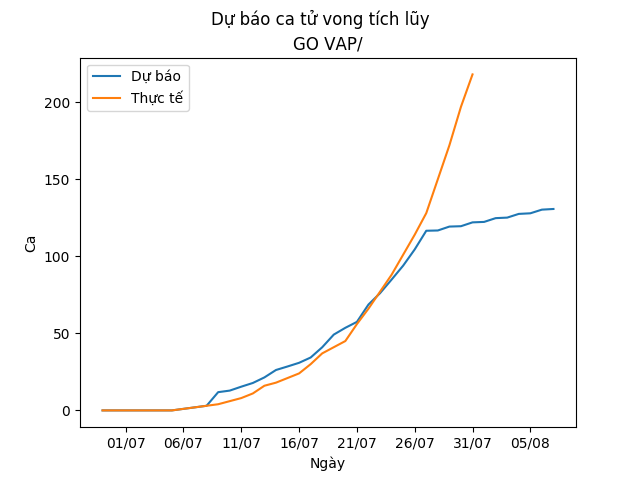 Dự báo ca tử vong tích lũy
GO VAP/
Dự báo
Thực tế
200
150
100
50
0
Ca
01/07 06/07 11/07 16/07 21/07 26/07 31/07 05/08
Ngày